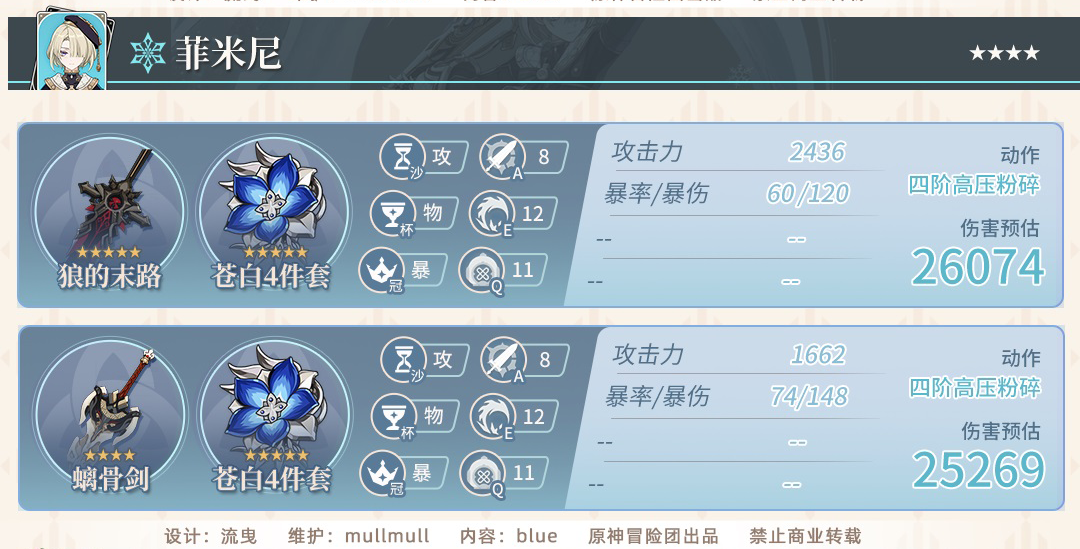 菲米尼
★★★★
狼的末路
苍白4件套
沙 攻
A 8
杯 物
E 12
冠 暴
Q 11
攻击力 2436
暴率/暴伤 60/120
-- --
-- --
动作
四阶高压粉碎
伤害预估
26074
螭骨剑
苍白4件套
沙 攻
A 8
杯 物
E 12
冠 暴
Q 11
攻击力 1662
暴率/暴伤 74/148
-- --
-- --
动作
四阶高压粉碎
伤害预估
25269
设计：流曳 维护：mullmull 内容：blue 原神冒险团出品 禁止商业转载